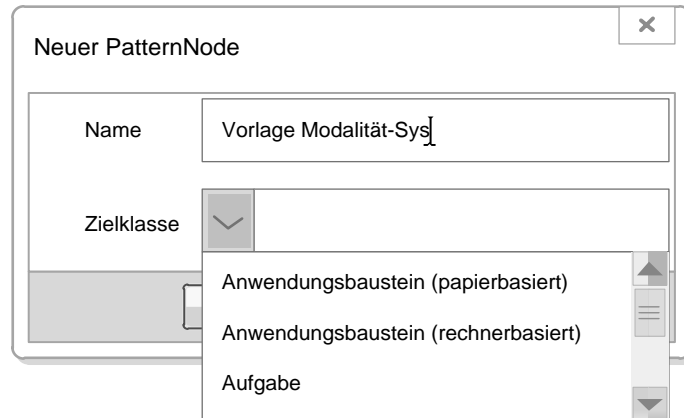 Neuer PatternNode
Name
Vorlage Modalität-Sys
Zielklasse
Anwendungsbaustein (papierbasiert)
Anwendungsbaustein (rechnerbasiert)
Aufgabe